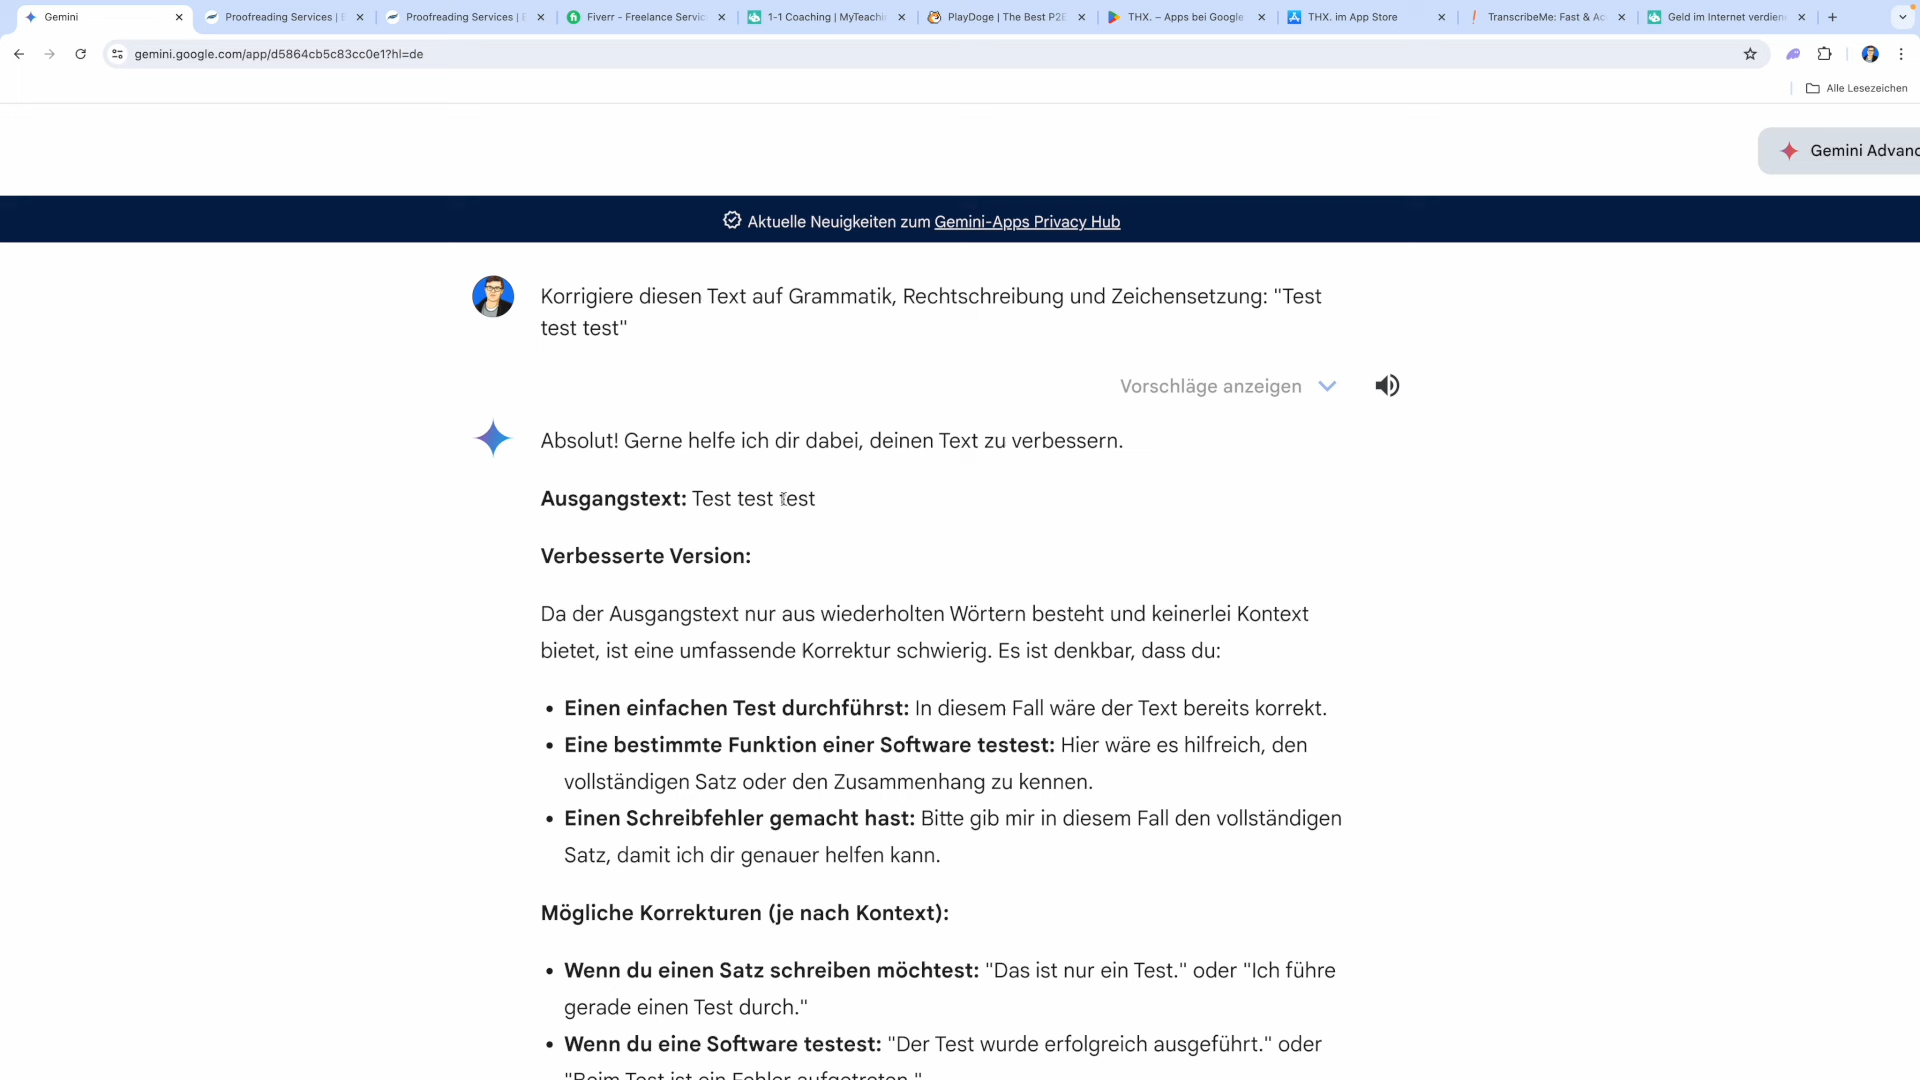 Gemini
Proofreading Services | E
Proofreading Services | E
Fiverr - Freelance Servic
1-1 Coaching | MyTeachi
PlayDoge | The Best P2E
THX. – Apps bei Google
THX. im App Store
TranscribeMe: Fast & Ac
Geld im Internet verdien
gemini.google.com/app/d5864cb5c83cc0e1?hl=de
Alle Lesezeichen
Gemini Advanc
Aktuelle Neuigkeiten zum Gemini-Apps Privacy Hub
Korrigiere diesen Text auf Grammatik, Rechtschreibung und Zeichensetzung: "Test
test test"
Vorschläge anzeigen
Absolut! Gerne helfe ich dir dabei, deinen Text zu verbessern.
Ausgangstext: Test test test
Verbesserte Version:
Da der Ausgangstext nur aus wiederholten Wörtern besteht und keinerlei Kontext
bietet, ist eine umfassende Korrektur schwierig. Es ist denkbar, dass du:
• Einen einfachen Test durchführst: In diesem Fall wäre der Text bereits korrekt.
• Eine bestimmte Funktion einer Software testest: Hier wäre es hilfreich, den
vollständigen Satz oder den Zusammenhang zu kennen.
• Einen Schreibfehler gemacht hast: Bitte gib mir in diesem Fall den vollständigen
Satz, damit ich dir genauer helfen kann.
Mögliche Korrekturen (je nach Kontext):
• Wenn du einen Satz schreiben möchtest: "Das ist nur ein Test." oder "Ich führe
gerade einen Test durch."
• Wenn du eine Software testest: "Der Test wurde erfolgreich ausgeführt." oder
"Beim Test ist ein Fehler aufgetreten."